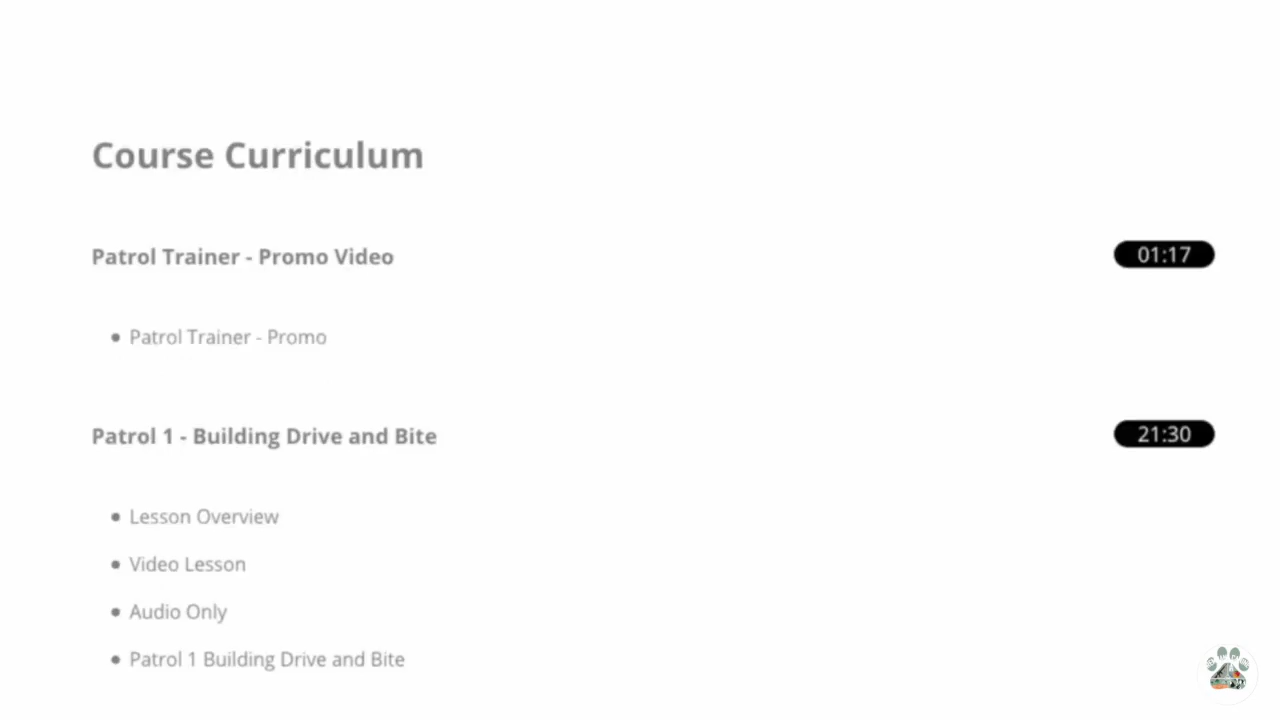 Course Curriculum
Patrol Trainer - Promo Video 01:17
• Patrol Trainer - Promo
Patrol 1 - Building Drive and Bite 21:30
• Lesson Overview
• Video Lesson
• Audio Only
• Patrol 1 Building Drive and Bite